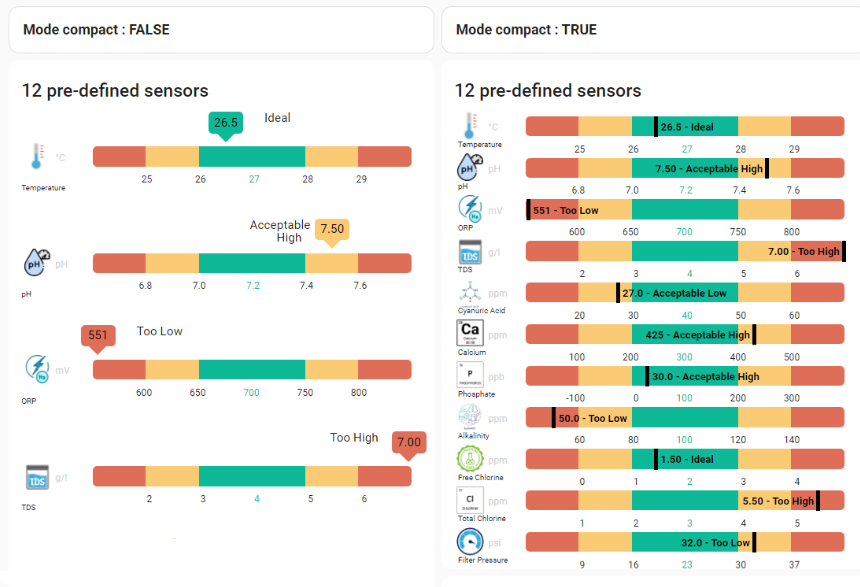 Mode compact : FALSE
12 pre-defined sensors
26.5
Ideal
°C
Temperature
25 26 27 28 29
Acceptable
High
7.50
pH
pH
pH
6.8 7.0 7.2 7.4 7.6
551
Too Low
mV
ORP
600 650 700 750 800
Too High
7.00
TDS
g/l
TDS
2 3 4 5 6
Mode compact : TRUE
12 pre-defined sensors
°C
26.5 - Ideal
Temperature
25 26 27 28 29
pH
pH
7.50 - Acceptable High
pH
6.8 7.0 7.2 7.4 7.6
mV
551 - Too Low
ORP
600 650 700 750 800
TDS
g/l
7.00 - Too High
TDS
2 3 4 5 6
ppm
27.0 - Acceptable Low
Cyanuric Acid
20 30 40 50 60
Ca
ppm
425 - Acceptable High
Calcium
100 200 300 400 500
P
ppb
30.0 - Acceptable High
Phosphate
-100 0 100 200 300
ppm
50.0 - Too Low
Alkalinity
60 80 100 120 140
ppm
1.50 - Ideal
Free Chlorine
0 1 2 3 4
Cl
ppm
5.50 - Too High
Total Chlorine
1 2 3 4 5
psi
32.0 - Too Low
Filter Pressure
9 16 23 30 37